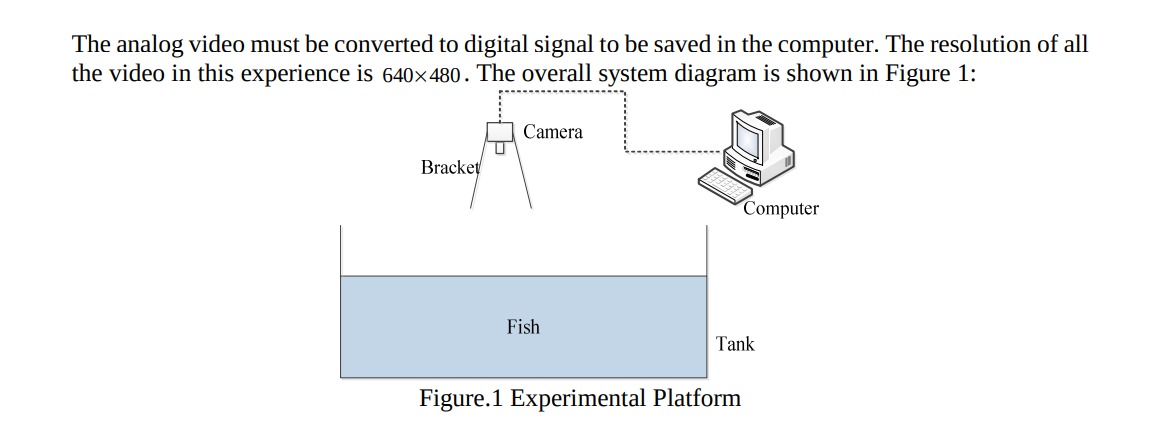 The analog video must be converted to digital signal to be saved in the computer. The resolution of all
the video in this experience is 640×480. The overall system diagram is shown in Figure 1:
Camera
Bracket
Computer
Fish
Tank
Figure.1 Experimental Platform